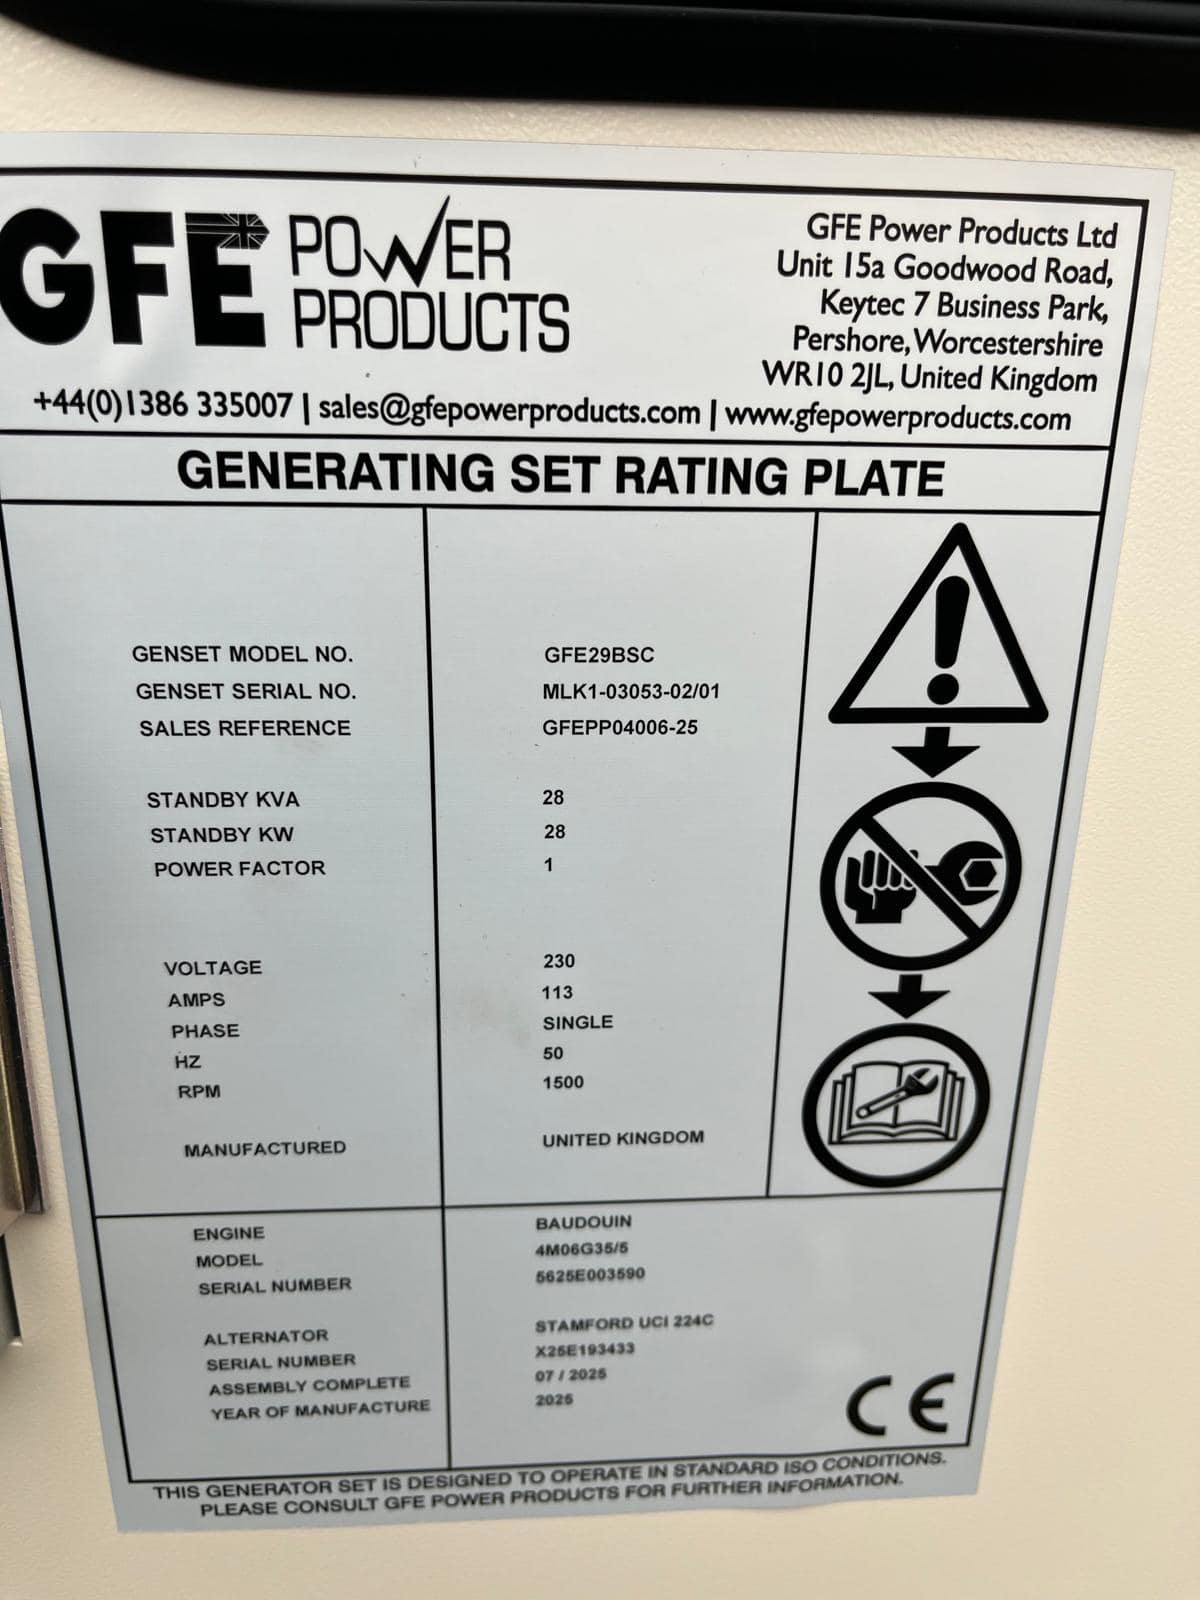 GFE POWER PRODUCTS
GFE Power Products Ltd
Unit 15a Goodwood Road,
Keytec 7 Business Park,
Pershore, Worcestershire
WR10 2JL, United Kingdom
+44(0)1386 335007 | sales@gfepowerproducts.com | www.gfepowerproducts.com
GENERATING SET RATING PLATE
GENSET MODEL NO. GFE29BSC
GENSET SERIAL NO. MLK1-03053-02/01
SALES REFERENCE GFEPP04006-25
STANDBY KVA 28
STANDBY KW 28
POWER FACTOR 1
VOLTAGE 230
AMPS 113
PHASE SINGLE
HZ 50
RPM 1500
MANUFACTURED UNITED KINGDOM
ENGINE BAUDOUIN
MODEL 4M06G35/5
SERIAL NUMBER 5625E003590
ALTERNATOR STAMFORD UCI 224C
SERIAL NUMBER X25E193433
ASSEMBLY COMPLETE 07 / 2025
YEAR OF MANUFACTURE 2025
CE
THIS GENERATOR SET IS DESIGNED TO OPERATE IN STANDARD ISO CONDITIONS.
PLEASE CONSULT GFE POWER PRODUCTS FOR FURTHER INFORMATION.